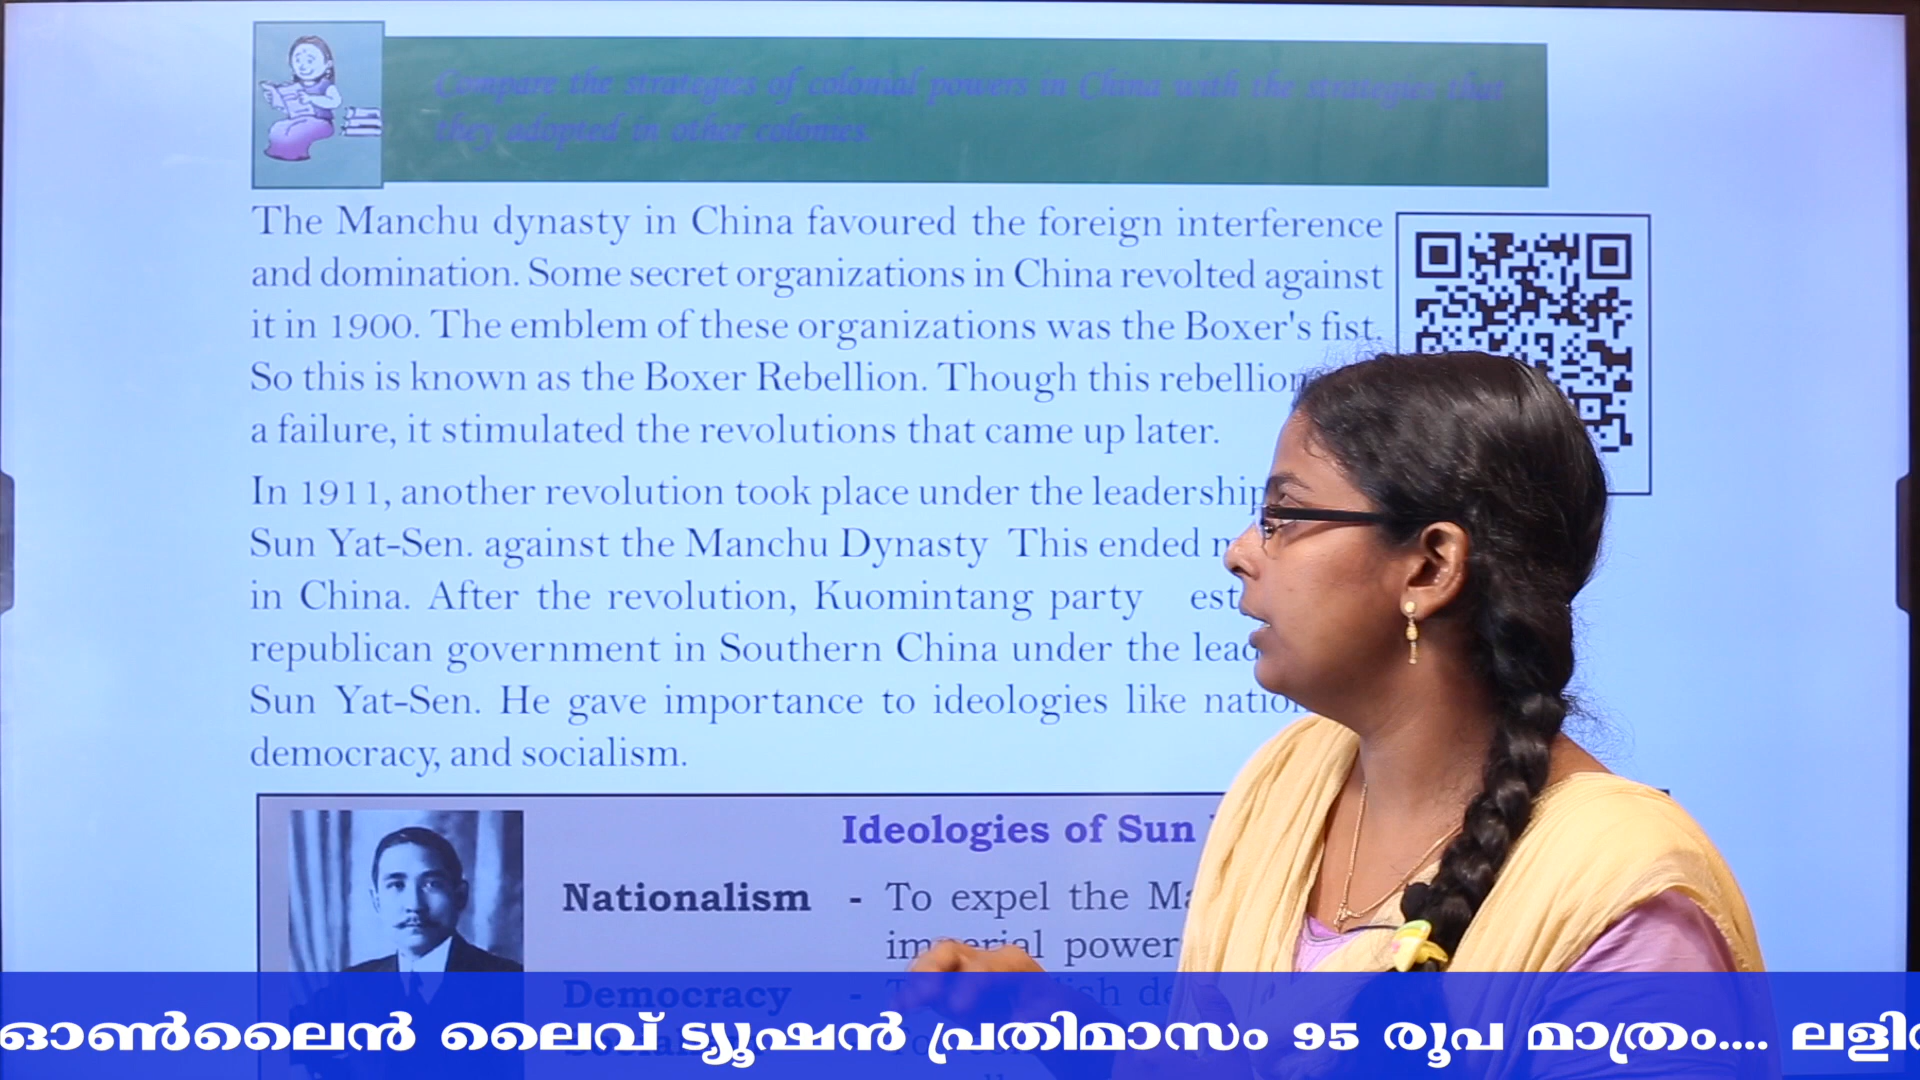 Compare the strategies of colonial powers in China with the strategies that
they adopted in other colonies.
The Manchu dynasty in China favoured the foreign interference
and domination. Some secret organizations in China revolted against
it in 1900. The emblem of these organizations was the Boxer's fist.
So this is known as the Boxer Rebellion. Though this rebellion
a failure, it stimulated the revolutions that came up later.
In 1911, another revolution took place under the leadership
Sun Yat-Sen. against the Manchu Dynasty This ended
in China. After the revolution, Kuomintang party
republican government in Southern China under the
Sun Yat-Sen. He gave importance to ideologies like
democracy, and socialism.
Ideologies of Sun
Nationalism - To expel the
imperial power
Democracy -
ഓൺലൈൻ ലൈവ് ട്യൂഷൻ പ്രതിമാസം 95 രൂപ മാത്രം....